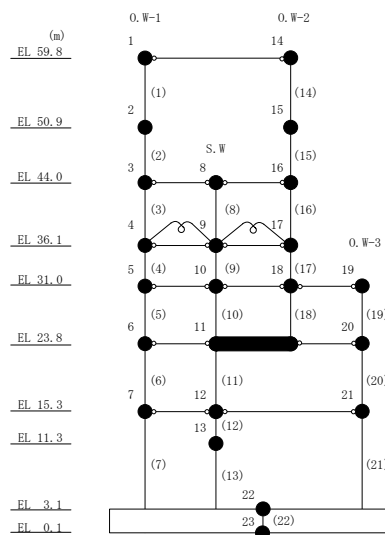 O.W-1 O.W-2
(m)
EL 59.8 1 14
(1) (14)
EL 50.9 2 15
(2) S.W (15)
EL 44.0 3 8 16
(3) (8) (16)
EL 36.1 4 9 17 O.W-3
EL 31.0 5 (4) 10 (9) 18 (17) 19
(5) (10) (18) (19)
EL 23.8 6 11 20
(6) (11) (20)
EL 15.3 7 12 21
(12)
EL 11.3 13
(7) (13) (21)
EL 3.1 22
23 (22)
EL 0.1